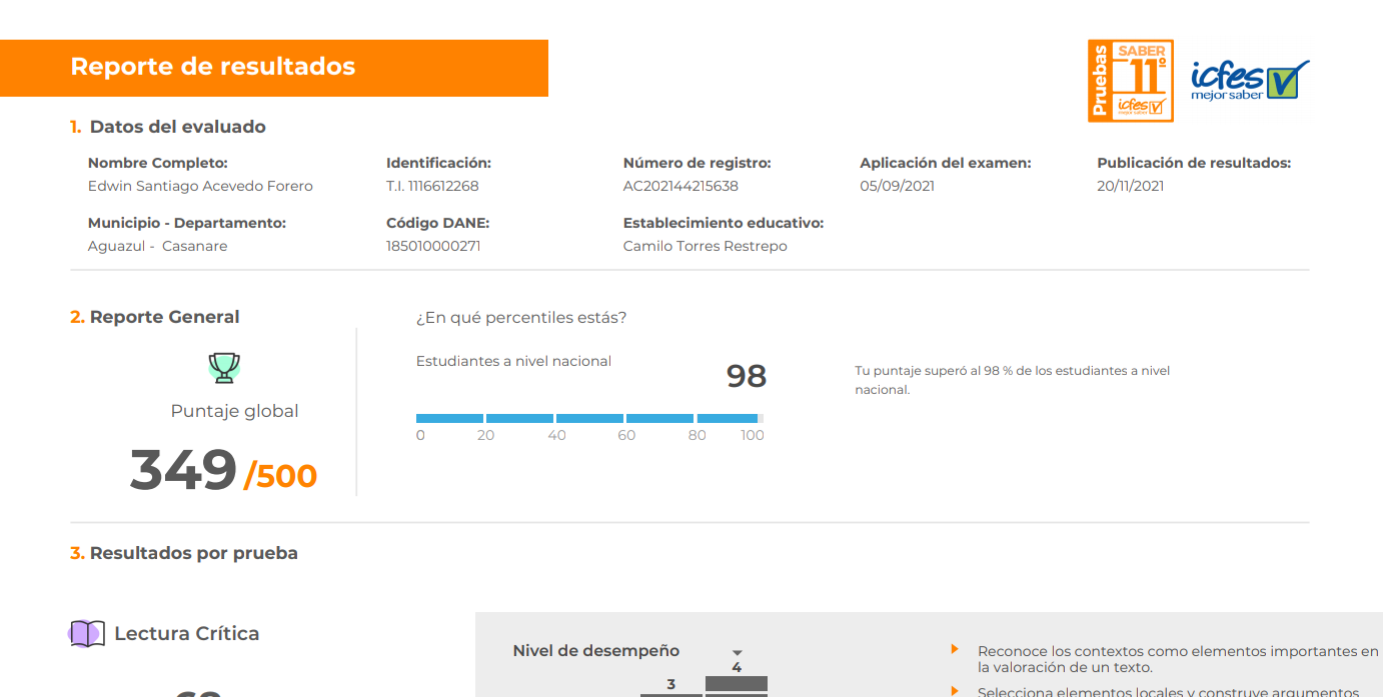 Reporte de resultados
Pruebas
SABER
11°
icfes
mejor saber
icfes
mejor saber
1. Datos del evaluado
Nombre Completo: Identificación: Número de registro: Aplicación del examen: Publicación de resultados:
Edwin Santiago Acevedo Forero T.I. 1116612268 AC202144215638 05/09/2021 20/11/2021
Municipio - Departamento: Código DANE: Establecimiento educativo:
Aguazul - Casanare 185010000271 Camilo Torres Restrepo
2. Reporte General
¿En qué percentiles estás?
Estudiantes a nivel nacional
98
Tu puntaje superó al 98 % de los estudiantes a nivel
nacional.
Puntaje global
0 20 40 60 80 100
349 /500
3. Resultados por prueba
Lectura Crítica
Nivel de desempeño
4
3
Reconoce los contextos como elementos importantes en
la valoración de un texto.
Selecciona elementos locales y construye argumentos